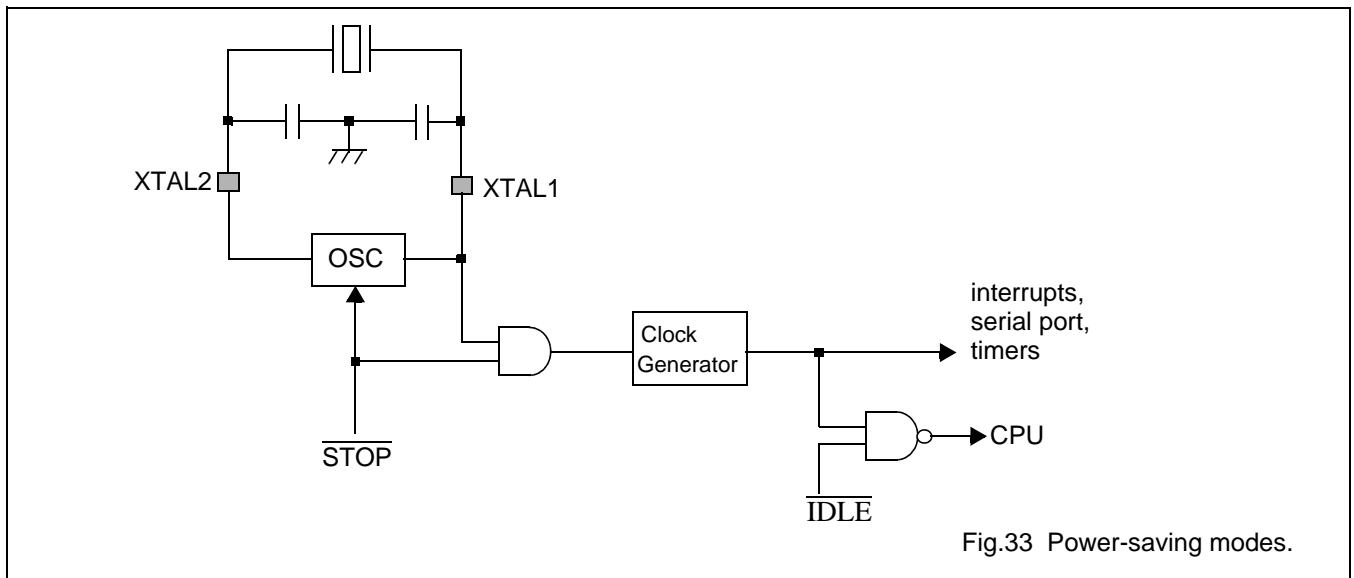 XTAL2
XTAL1
OSC
Clock
Generator
interrupts,
serial port,
timers
STOP
CPU
IDLE
Fig.33 Power-saving modes.